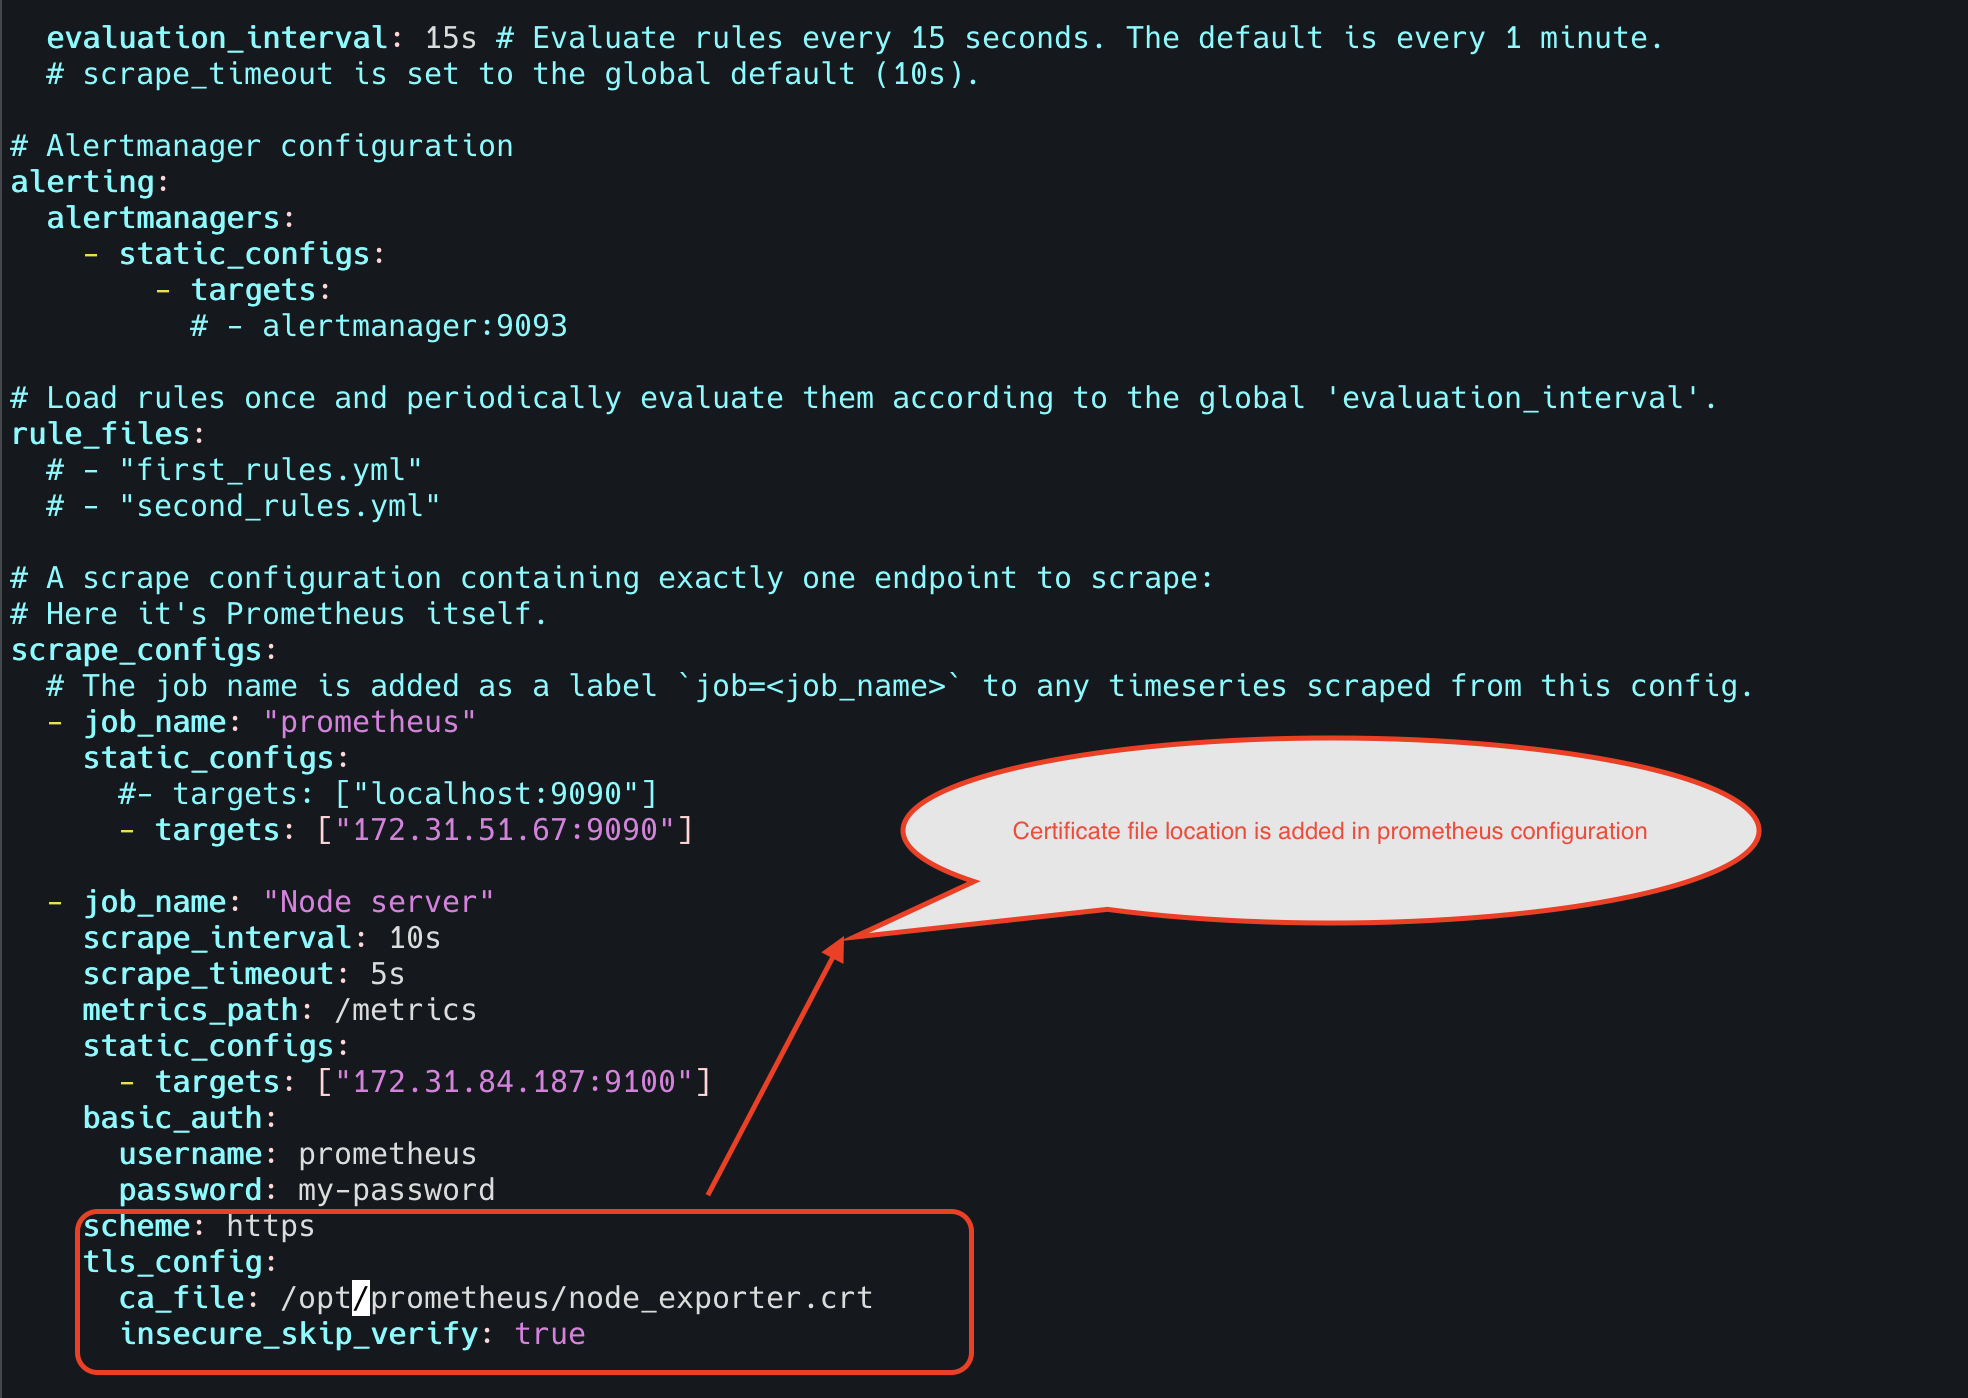 evaluation_interval: 15s # Evaluate rules every 15 seconds. The default is every 1 minute.
# scrape_timeout is set to the global default (10s).
# Alertmanager configuration
alerting:
alertmanagers:
- static_configs:
- targets:
# - alertmanager:9093
# Load rules once and periodically evaluate them according to the global 'evaluation_interval'.
rule_files:
# - "first_rules.yml"
# - "second_rules.yml"
# A scrape configuration containing exactly one endpoint to scrape:
# Here it's Prometheus itself.
scrape_configs:
# The job name is added as a label `job=<job_name>` to any timeseries scraped from this config.
- job_name: "prometheus"
static_configs:
#- targets: ["localhost:9090"]
- targets: ["172.31.51.67:9090"]
Certificate file location is added in prometheus configuration
- job_name: "Node server"
scrape_interval: 10s
scrape_timeout: 5s
metrics_path: /metrics
static_configs:
- targets: ["172.31.84.187:9100"]
basic_auth:
username: prometheus
password: my-password
scheme: https
tls_config:
ca_file: /opt/prometheus/node_exporter.crt
insecure_skip_verify: true